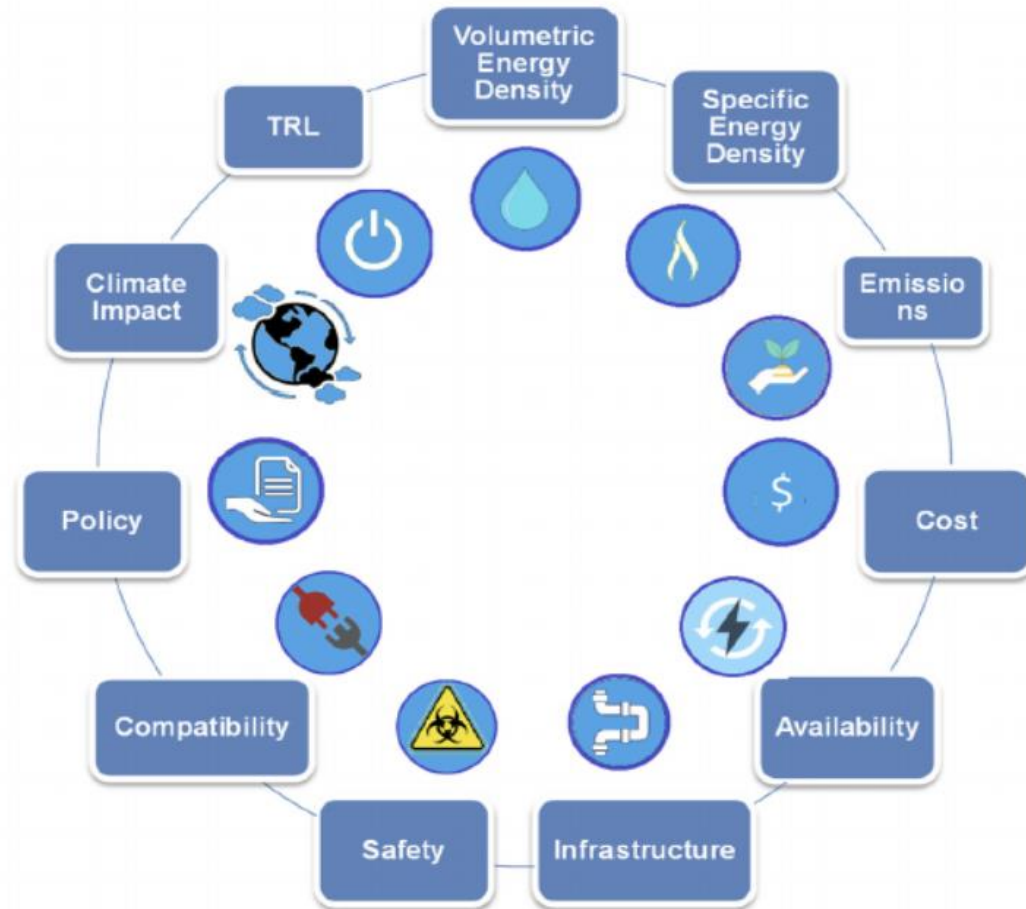 Volumetric
Energy
Density
Specific
Energy
Density
Emissio
ns
Cost
$
Availability
Infrastructure
Safety
Compatibility
Policy
Climate
Impact
TRL